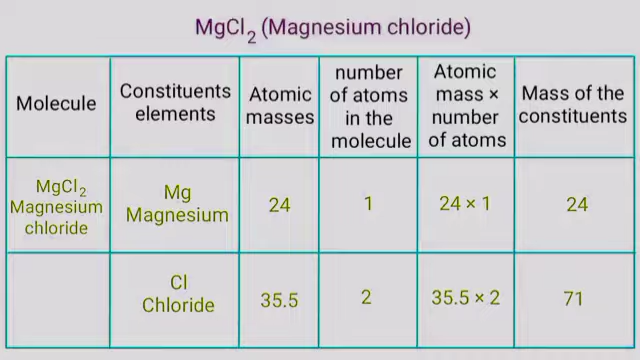 MgCl₂ (Magnesium chloride)
Molecule
Constituents
elements
Atomic
masses
number
of atoms
in the
molecule
Atomic
mass ×
number
of atoms
Mass of the
constituents
MgCl₂
Magnesium
chloride
Mg
Magnesium
24
1
24 × 1
24
Cl
Chloride
35.5
2
35.5 × 2
71